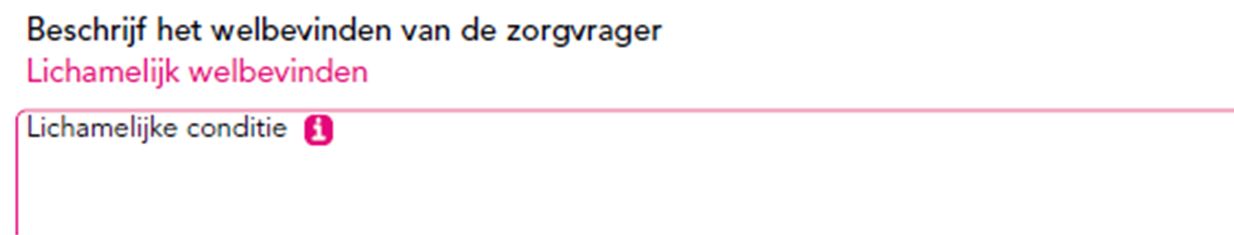 Beschrijf het welbevinden van de zorgvrager
Lichamelijk welbevinden
Lichamelijke conditie i